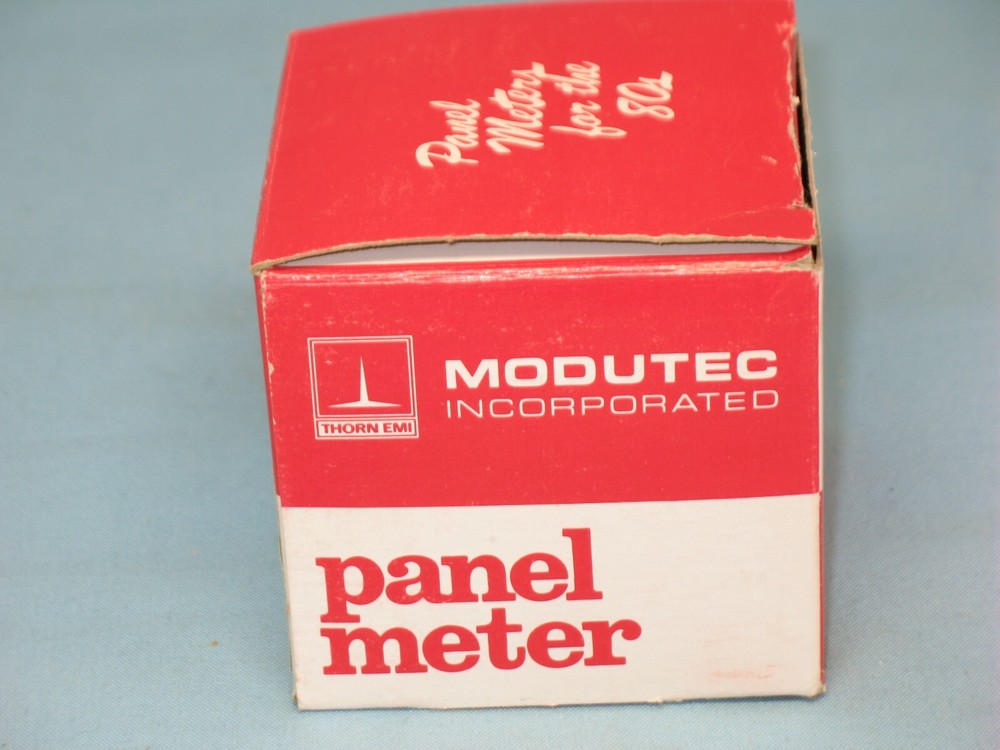 Panel
Meters
for the
80s
MODUTEC
INCORPORATED
THORN EMI
panel
meter